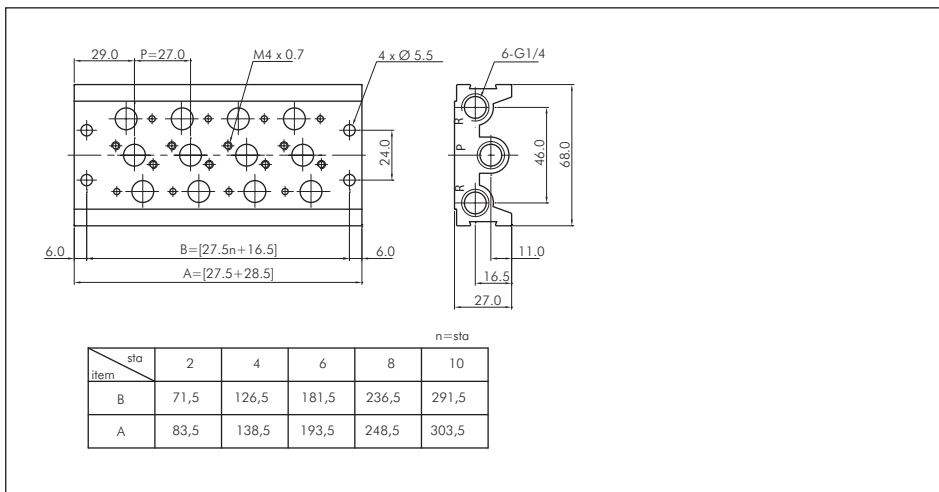 29.0 P=27.0 M4 x 0.7 4 x Ø 5.5 6-G1/4
R
P
R
24.0
46.0
68.0
6.0 B=[27.5n+16.5] 6.0 11.0
A=[27.5+28.5] 16.5
27.0
n=sta
sta
item 2 4 6 8 10
B 71,5 126,5 181,5 236,5 291,5
A 83,5 138,5 193,5 248,5 303,5